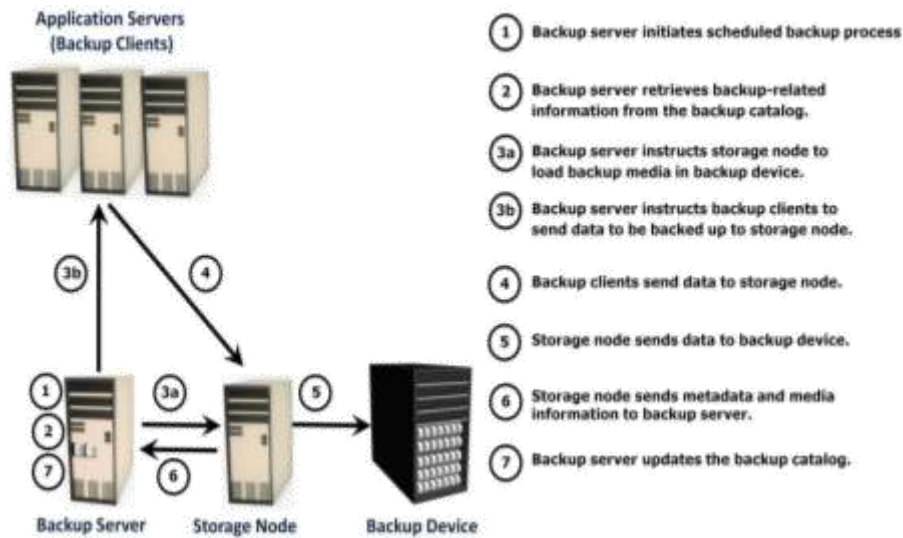 Application Servers
(Backup Clients)
1 Backup server initiates scheduled backup process
2 Backup server retrieves backup-related
information from the backup catalog.
3a Backup server instructs storage node to
load backup media in backup device.
3b Backup server instructs backup clients to
send data to be backed up to storage node.
4 Backup clients send data to storage node.
5 Storage node sends data to backup device.
6 Storage node sends metadata and media
information to backup server.
7 Backup server updates the backup catalog.
3b
4
1
2
7
3a
6
5
Backup Server
Storage Node
Backup Device